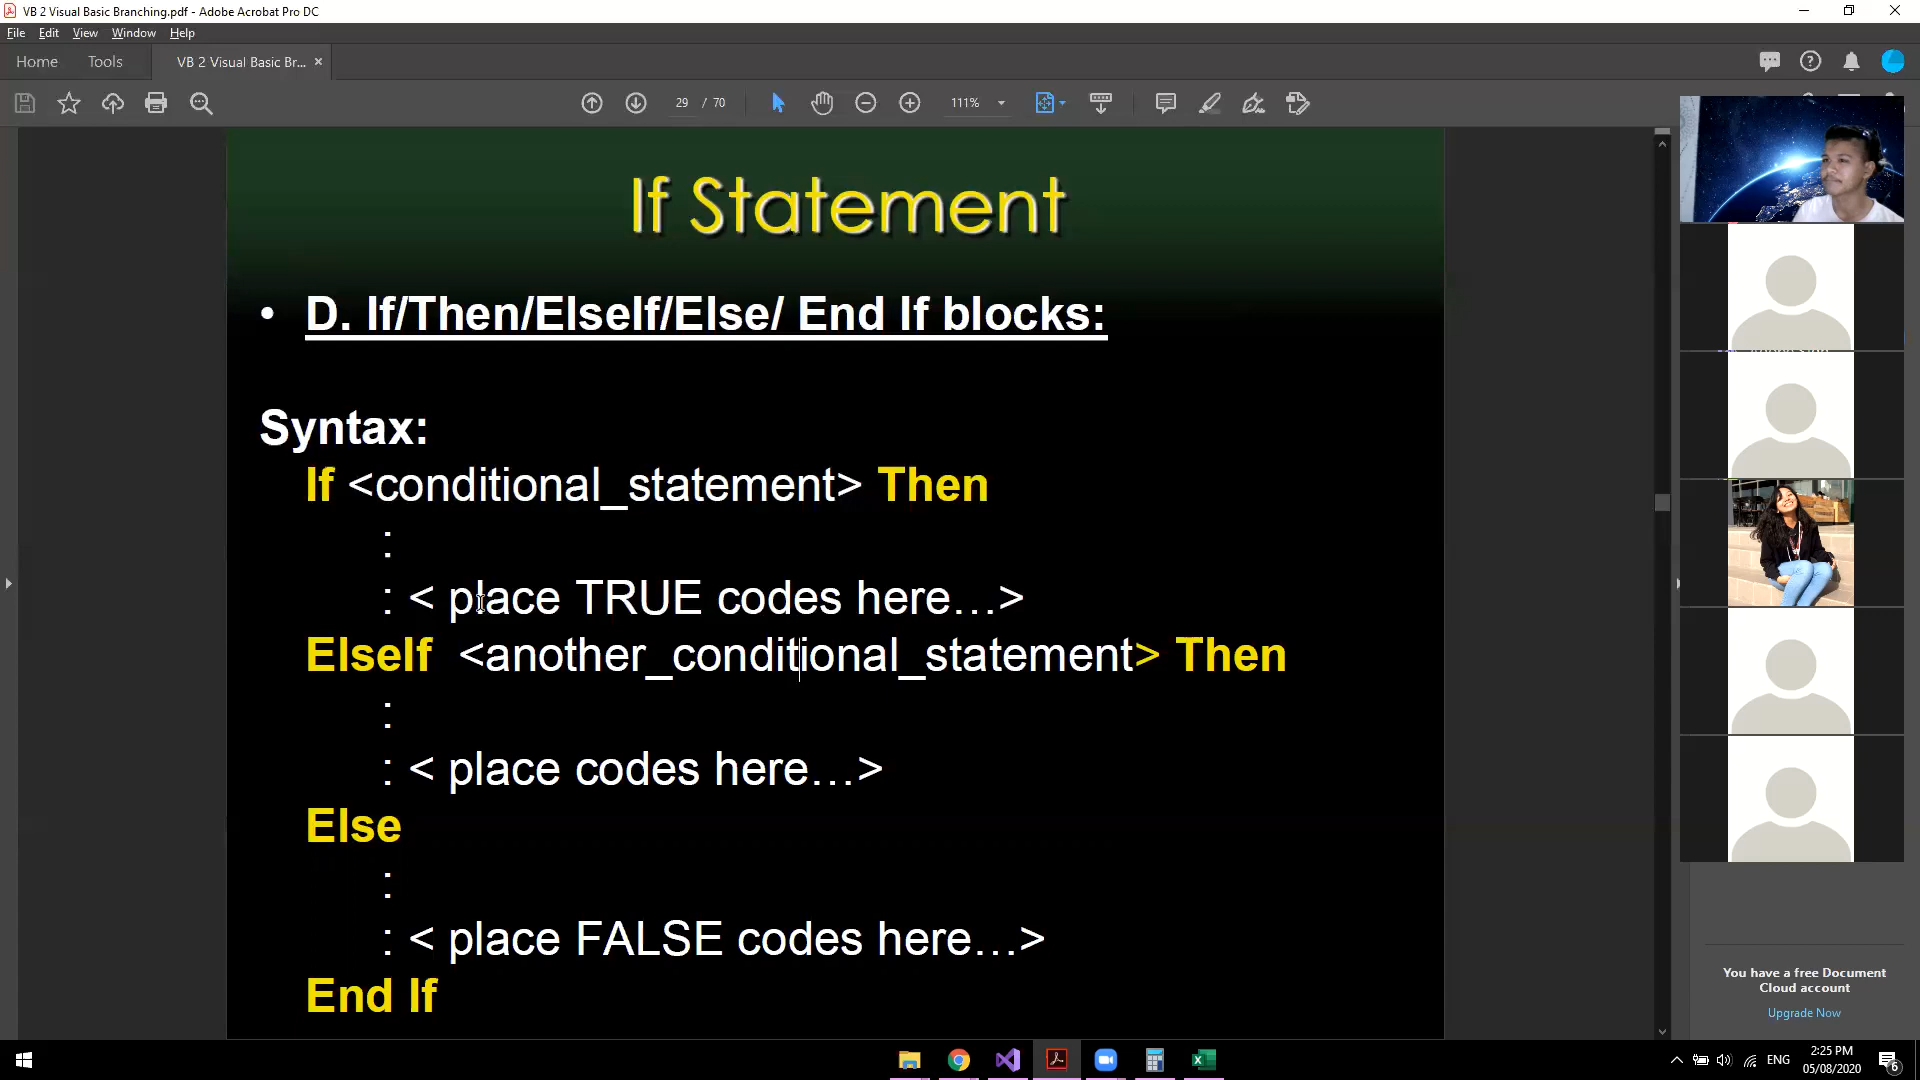 VB 2 Visual Basic Branching.pdf - Adobe Acrobat Pro DC
File Edit View Window Help
Home Tools VB 2 Visual Basic Br... ×
29 / 70 111%
If Statement
• D. If/Then/ElseIf/Else/ End If blocks:
Syntax:
If <conditional_statement> Then
:
: < place TRUE codes here…>
ElseIf <another_conditional_statement> Then
:
: < place codes here…>
Else
:
: < place FALSE codes here…>
End If
You have a free Document
Cloud account
Upgrade Now
ENG
2:25 PM
05/08/2020
6